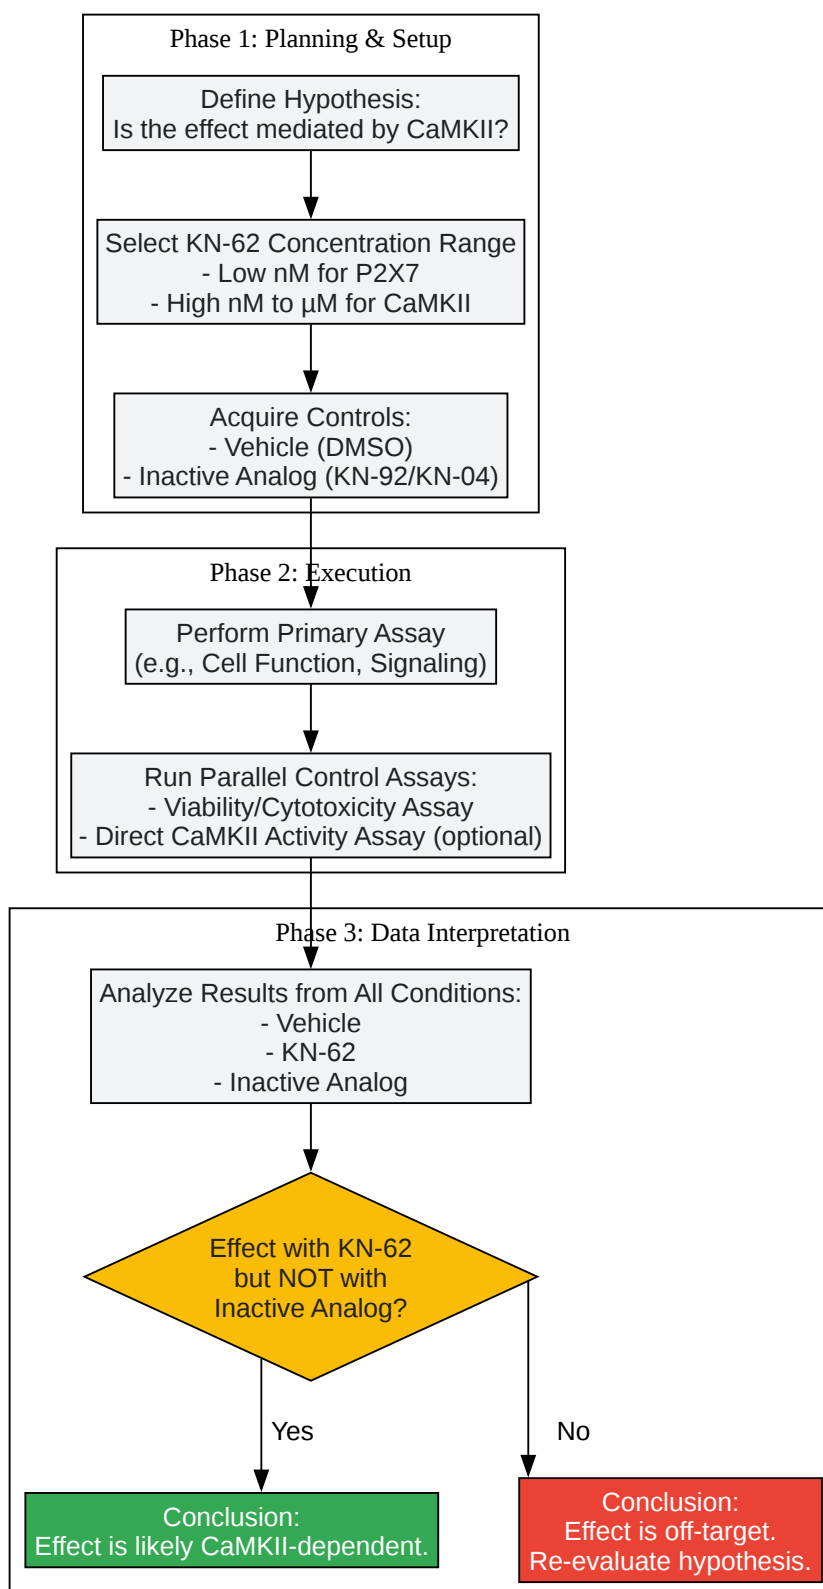 Phase 1: Planning & Setup
Define Hypothesis:
Is the effect mediated by CaMKII?
Select KN-62 Concentration Range
- Low nM for P2X7
- High nM to µM for CaMKII
Acquire Controls:
- Vehicle (DMSO)
- Inactive Analog (KN-92/KN-04)
Phase 2: Execution
Perform Primary Assay
(e.g., Cell Function, Signaling)
Run Parallel Control Assays:
- Viability/Cytotoxicity Assay
- Direct CaMKII Activity Assay (optional)
Phase 3: Data Interpretation
Analyze Results from All Conditions:
- Vehicle
- KN-62
- Inactive Analog
Effect with KN-62
but NOT with
Inactive Analog?
Yes
No
Conclusion:
Effect is likely CaMKII-dependent.
Conclusion:
Effect is off-target.
Re-evaluate hypothesis.